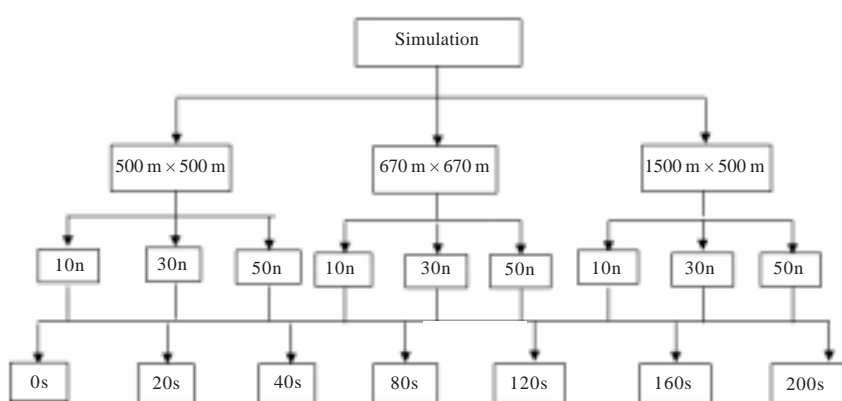 Simulation
500 m × 500 m
670 m × 670 m
1500 m × 500 m
10n
30n
50n
10n
30n
50n
10n
30n
50n
0s
20s
40s
80s
120s
160s
200s